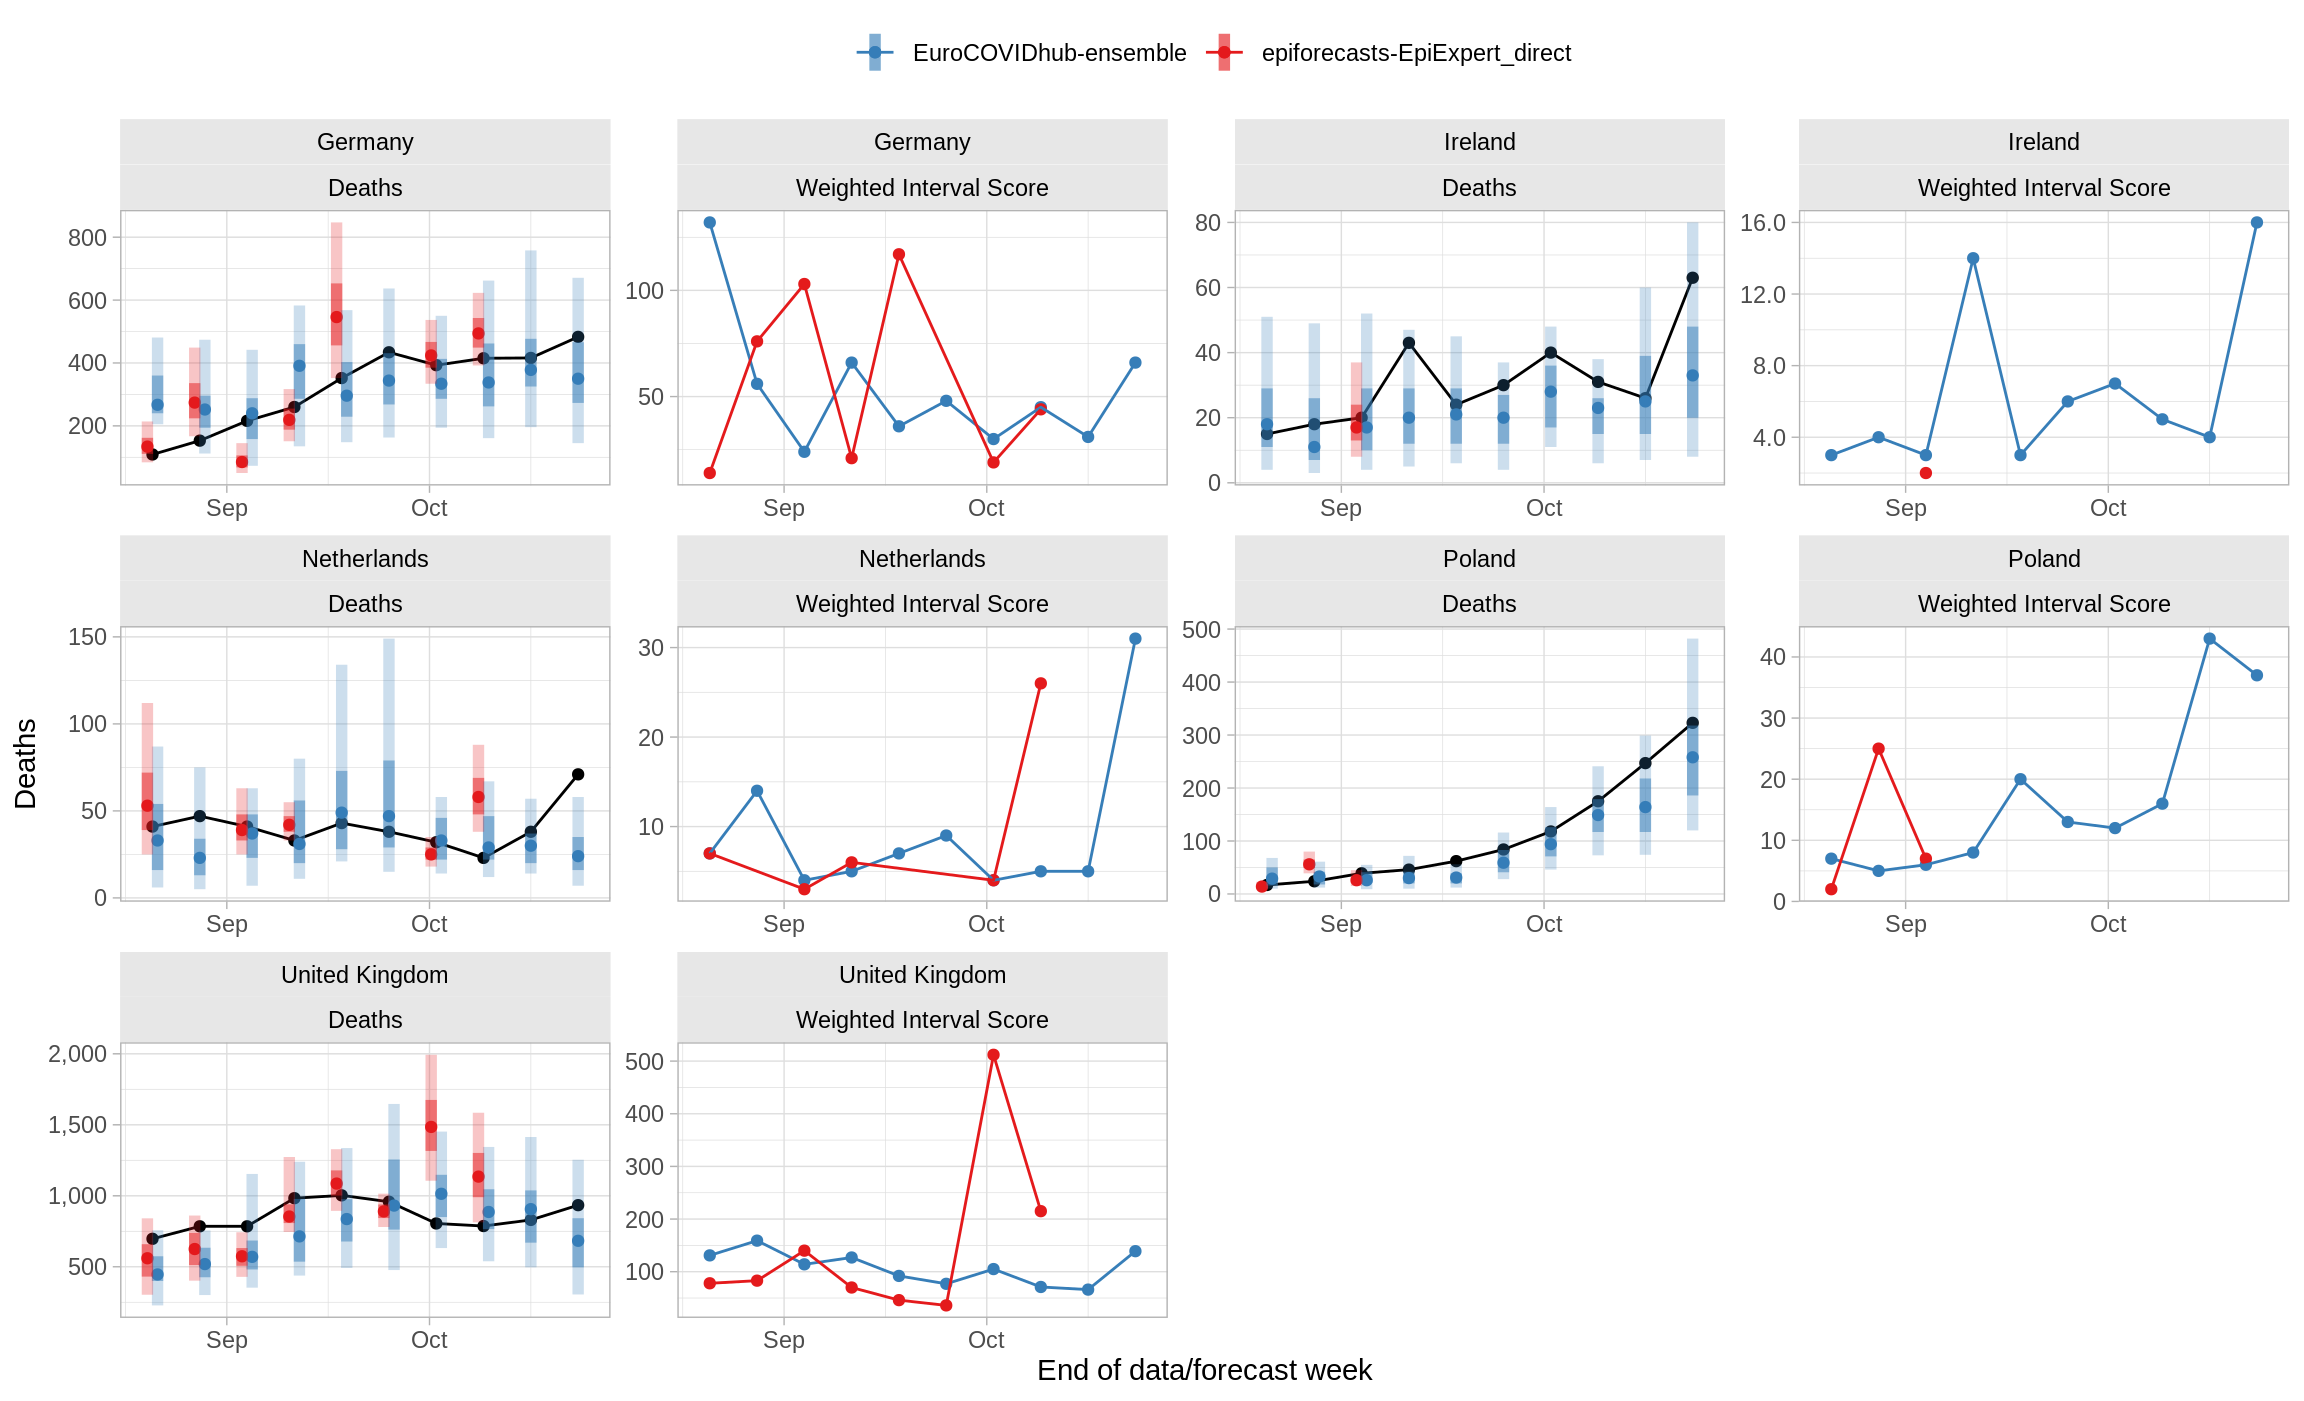 EuroCOVIDhub-ensemble epiforecasts-EpiExpert_direct
Germany Germany Ireland Ireland
Deaths Weighted Interval Score Deaths Weighted Interval Score
800
600
400
200
Sep Oct
100
50
Sep Oct
80
60
40
20
0
Sep Oct
16.0
12.0
8.0
4.0
Sep Oct
Netherlands Netherlands Poland Poland
Deaths Weighted Interval Score Deaths Weighted Interval Score
150
100
50
0
Sep Oct
30
20
10
Sep Oct
500
400
300
200
100
0
Sep Oct
40
30
20
10
0
Sep Oct
Deaths
United Kingdom United Kingdom
Deaths Weighted Interval Score
2,000
1,500
1,000
500
Sep Oct
500
400
300
200
100
Sep Oct
End of data/forecast week